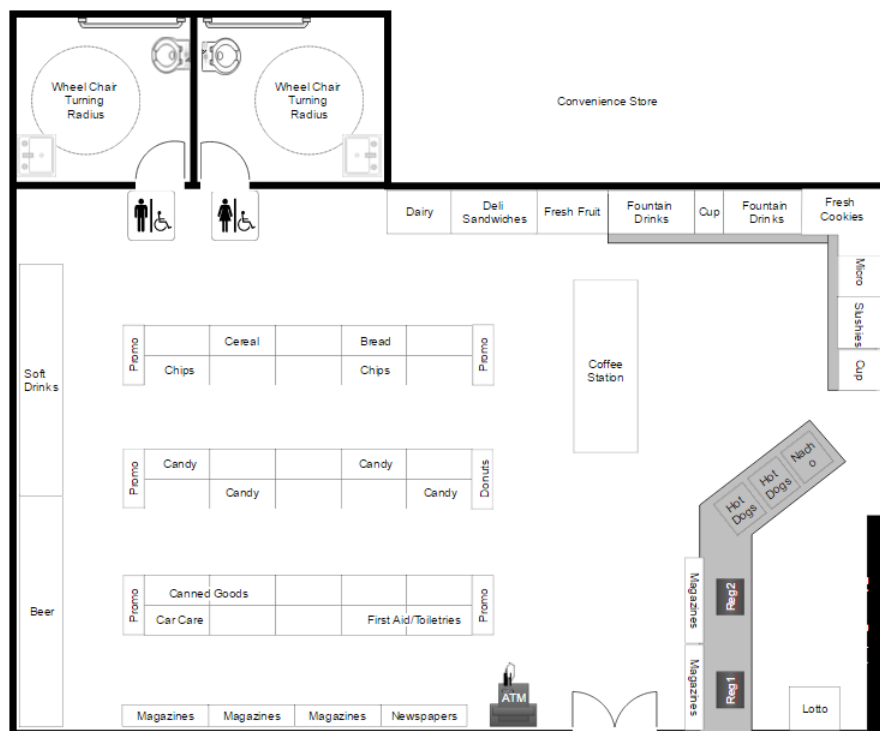 Wheel Chair
Turning
Radius
Wheel Chair
Turning
Radius
Convenience Store
Dairy
Deli
Sandwiches
Fresh Fruit
Fountain
Drinks
Cup
Fountain
Drinks
Fresh
Cookies
Micro
Slushies
Cup
Soft
Drinks
Promo
Cereal
Bread
Promo
Chips
Chips
Coffee
Station
Promo
Candy
Candy
Donuts
Candy
Candy
Nach
o
Hot
Dogs
Hot
Dogs
Beer
Promo
Canned Goods
Promo
Car Care
First Aid/Toiletries
Magazines
Reg2
Magazines
Reg1
ATM
Magazines
Magazines
Magazines
Newspapers
Lotto